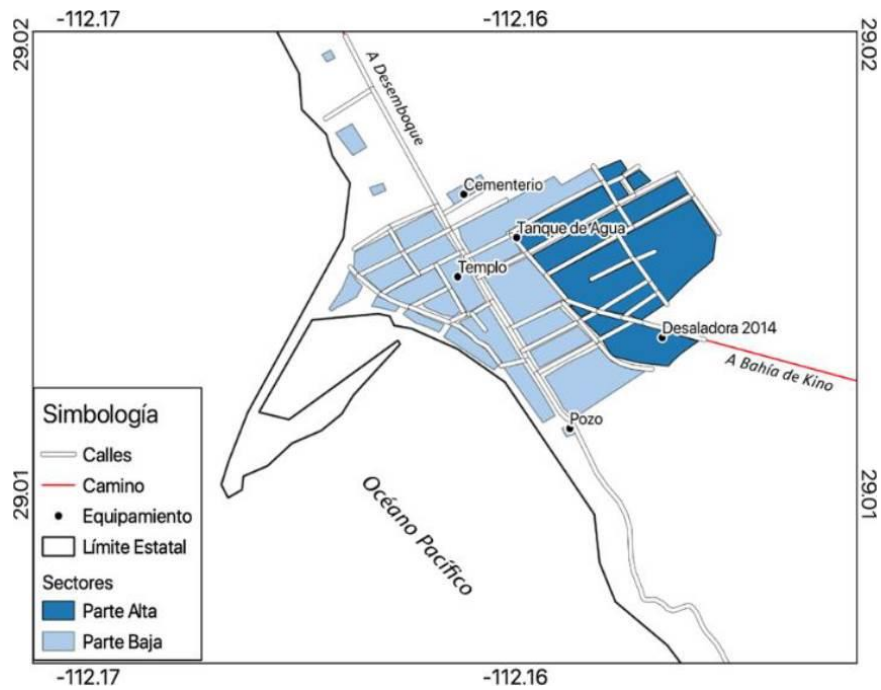 -112.17
-112.16
29.02
29.02
A Desemboque
Cementerio
Tanque de Agua
Templo
Desaladora 2014
A Bahía de Kino
Pozo
Océano Pacífico
29.01
29.01
Simbología
Calles
Camino
Equipamiento
Límite Estatal
Sectores
Parte Alta
Parte Baja
-112.17
-112.16